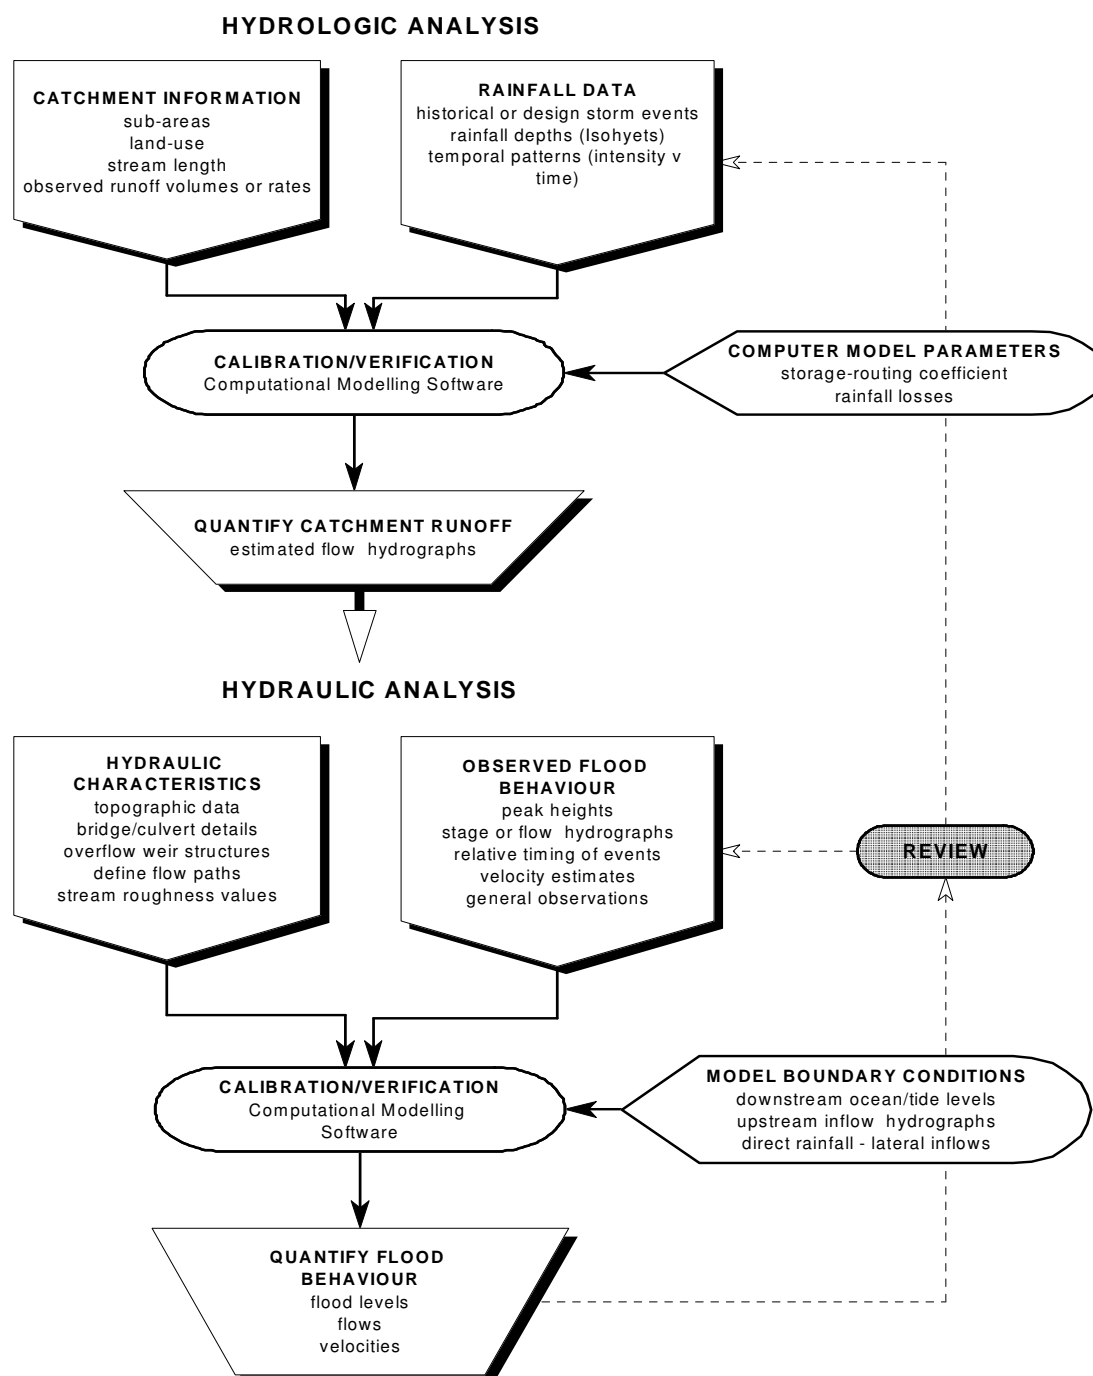 HYDROLOGIC ANALYSIS
CATCHMENT INFORMATION
sub-areas
land-use
stream length
observed runoff volumes or rates
RAINFALL DATA
historical or design storm events
rainfall depths (Isohyets)
temporal patterns (intensity v
time)
CALIBRATION/VERIFICATION
Computational Modelling Software
COMPUTER MODEL PARAMETERS
storage-routing coefficient
rainfall losses
QUANTIFY CATCHMENT RUNOFF
estimated flow hydrographs
HYDRAULIC ANALYSIS
HYDRAULIC
CHARACTERISTICS
topographic data
bridge/culvert details
overflow weir structures
define flow paths
stream roughness values
OBSERVED FLOOD
BEHAVIOUR
peak heights
stage or flow hydrographs
relative timing of events
velocity estimates
general observations
REVIEW
CALIBRATION/VERIFICATION
Computational Modelling
Software
MODEL BOUNDARY CONDITIONS
downstream ocean/tide levels
upstream inflow hydrographs
direct rainfall - lateral inflows
QUANTIFY FLOOD
BEHAVIOUR
flood levels
flows
velocities